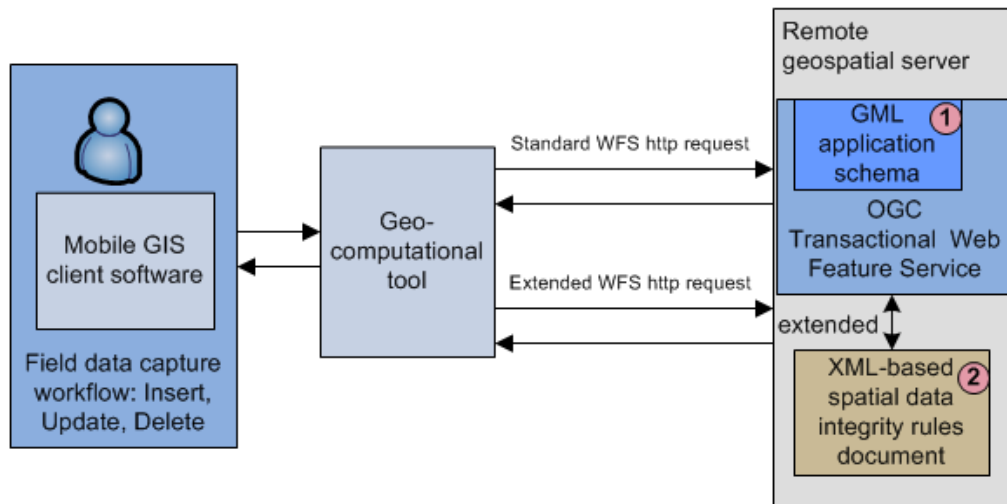 Mobile GIS
client software
Field data capture
workflow: Insert,
Update, Delete
Geo-
computational
tool
Standard WFS http request
Extended WFS http request
Remote
geospatial server
GML
application
schema
1
OGC
Transactional Web
Feature Service
extended
XML-based
spatial data
integrity rules
document
2